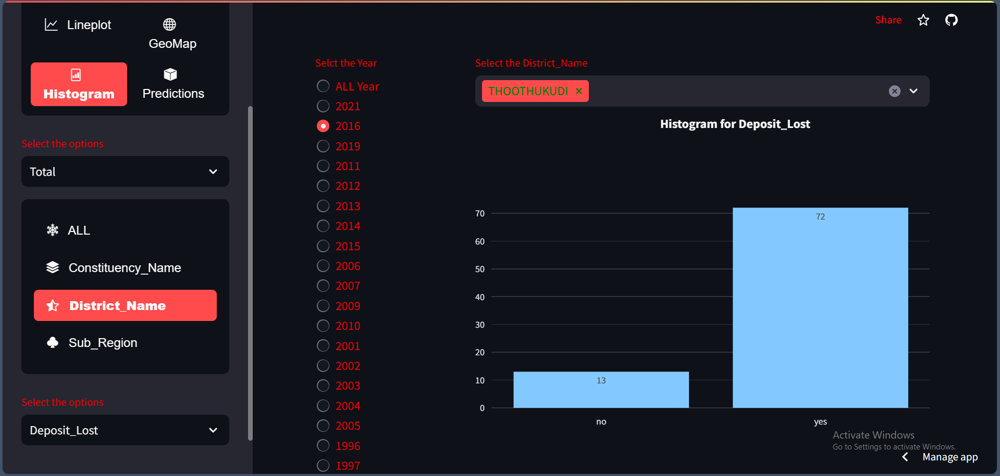 Lineplot
GeoMap
Histogram
Predictions
Select the options
Total
ALL
Constituency_Name
District_Name
Sub_Region
Select the options
Deposit_Lost
Share
Selct the Year
ALL Year
2021
2016
2019
2011
2012
2013
2014
2015
2006
2007
2009
2010
2001
2002
2003
2004
2005
1996
1997
Select the District_Name
THOOTHUKUDI
Histogram for Deposit_Lost
70
60
50
40
30
20
10
0
72
13
no
yes
Activate Windows
Go to Settings to activate Windows.
Manage app